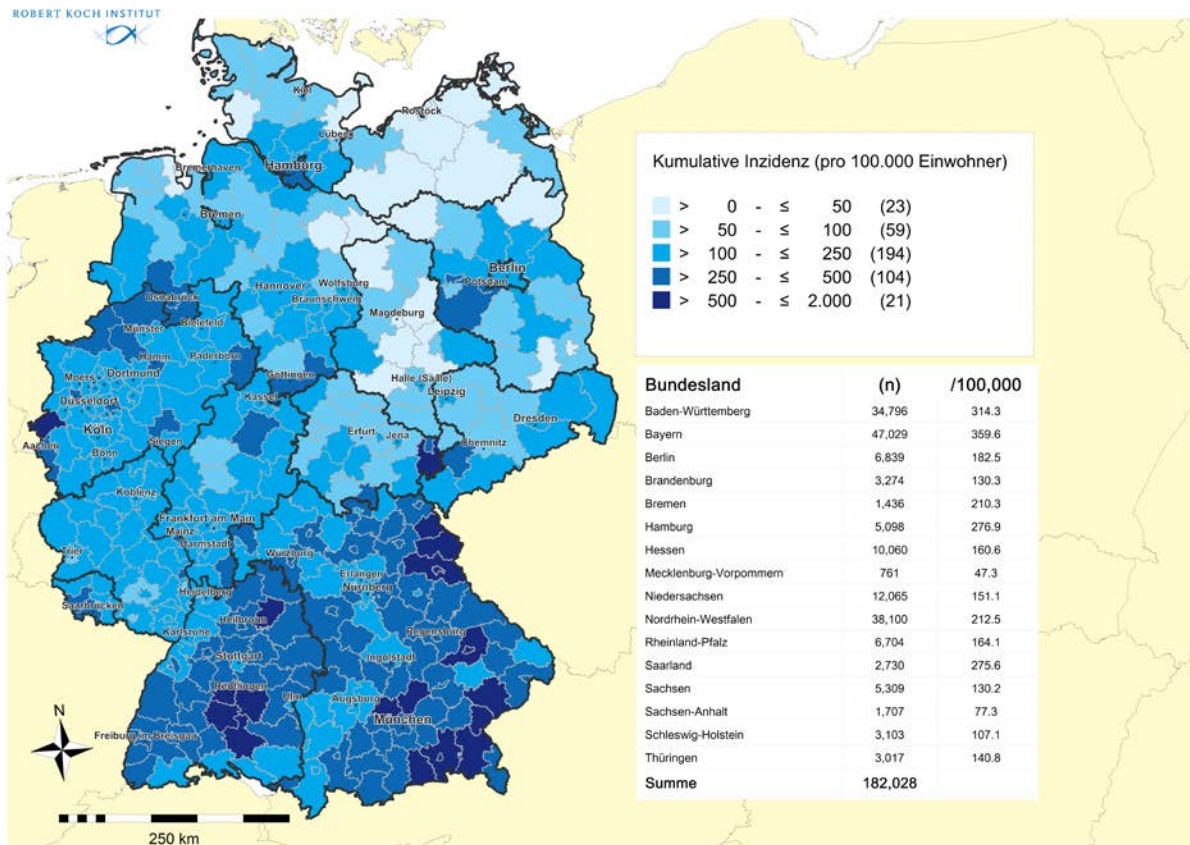 ROBERT KOCH INSTITUT
Kiel
Rostock
Lübeck
Hamburg
Bremerhaven
Bremen
Berlin
Potsdam
Hannover
Wolfsburg
Braunschweig
Magdeburg
Osnabrück
Münster
Bielefeld
Hamm
Paderborn
Göttingen
Halle (Saale)
Leipzig
Moers
Dortmund
Düsseldorf
Kassel
Dresden
Köln
Aachen
Bonn
Siegen
Erfurt
Jena
Chemnitz
Koblenz
Frankfurt am Main
Mainz
Darmstadt
Trier
Würzburg
Erlangen
Nürnberg
Saarbrücken
Heidelberg
Heilbronn
Karlsruhe
Regensburg
Stuttgart
Ingolstadt
Reutlingen
Ulm
Augsburg
München
Freiburg im Breisgau
N
250 km
Kumulative Inzidenz (pro 100.000 Einwohner)
> 0 - ≤ 50 (23)
> 50 - ≤ 100 (59)
> 100 - ≤ 250 (194)
> 250 - ≤ 500 (104)
> 500 - ≤ 2.000 (21)
Bundesland (n) /100,000
Baden-Württemberg 34,796 314.3
Bayern 47,029 359.6
Berlin 6,839 182.5
Brandenburg 3,274 130.3
Bremen 1,436 210.3
Hamburg 5,098 276.9
Hessen 10,060 160.6
Mecklenburg-Vorpommern 761 47.3
Niedersachsen 12,065 151.1
Nordrhein-Westfalen 38,100 212.5
Rheinland-Pfalz 6,704 164.1
Saarland 2,730 275.6
Sachsen 5,309 130.2
Sachsen-Anhalt 1,707 77.3
Schleswig-Holstein 3,103 107.1
Thüringen 3,017 140.8
Summe 182,028